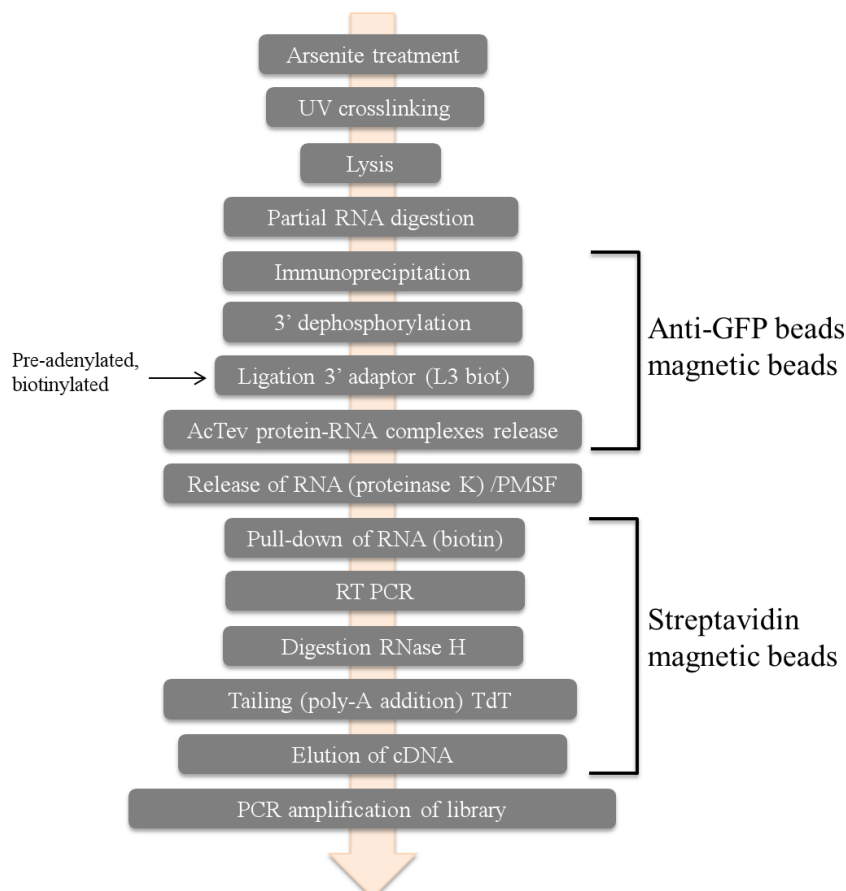 Arsenite treatment
UV crosslinking
Lysis
Partial RNA digestion
Immunoprecipitation
3’ dephosphorylation
Pre-adenylated,
biotinylated
Ligation 3’ adaptor (L3 biot)
AcTev protein-RNA complexes release
Anti-GFP beads
magnetic beads
Release of RNA (proteinase K) /PMSF
Pull-down of RNA (biotin)
RT PCR
Digestion RNase H
Tailing (poly-A addition) TdT
Elution of cDNA
Streptavidin
magnetic beads
PCR amplification of library